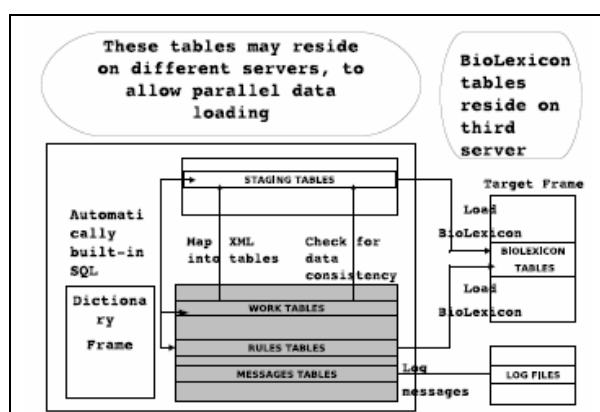 These tables may reside
on different servers, to
allow parallel data
loading
BioLexicon
tables
reside on
third
server
STAGING TABLES
Target Frame
Automati
cally
built-in
SQL
Map XML
into tables
Check for
data
consistency
Load
BioLexicon
BIOLEXICON
TABLES
Load
BioLexicon
Dictiona
ry
Frame
WORK TABLES
RULES TABLES
MESSAGES TABLES
Log
messages
LOG FILES